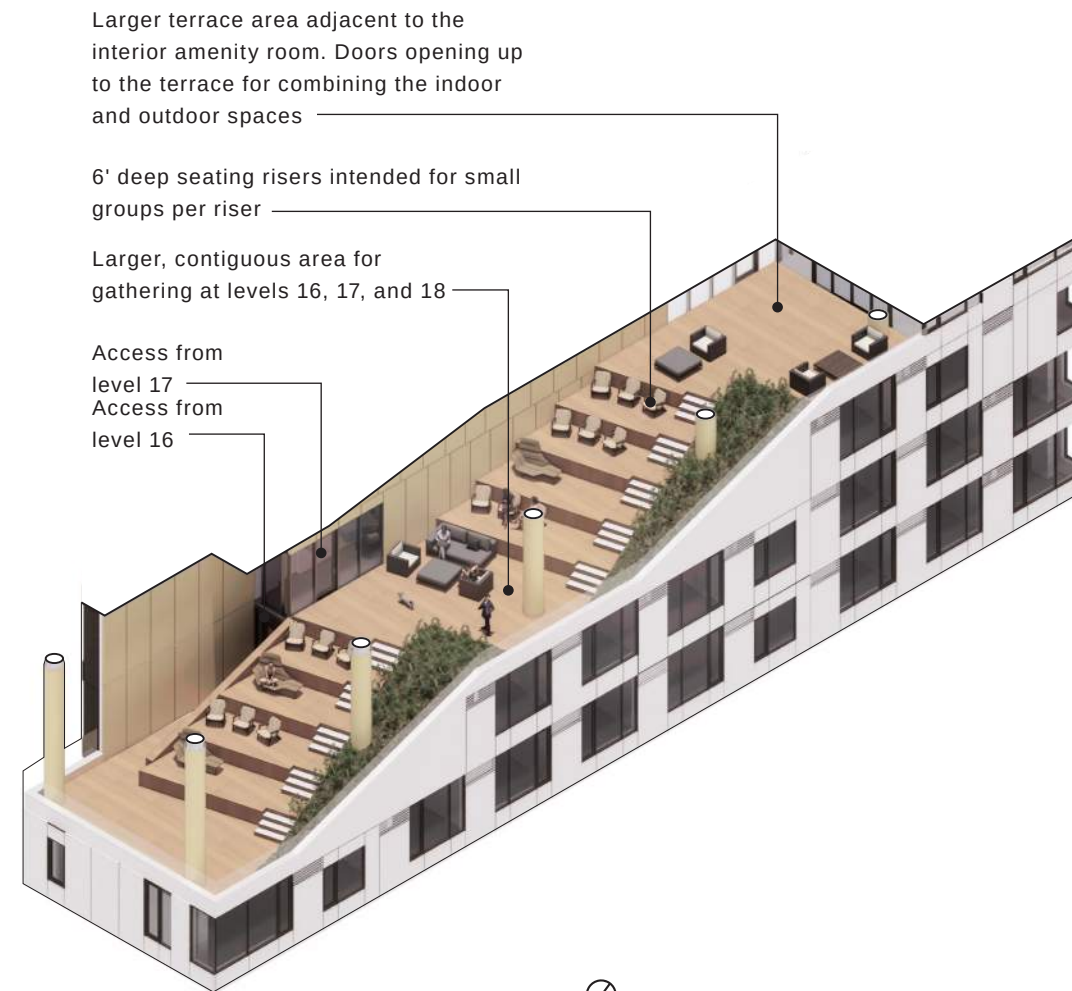 Larger terrace area adjacent to the
interior amenity room. Doors opening up
to the terrace for combining the indoor
and outdoor spaces
6' deep seating risers intended for small
groups per riser
Larger, contiguous area for
gathering at levels 16, 17, and 18
Access from
level 17
Access from
level 16